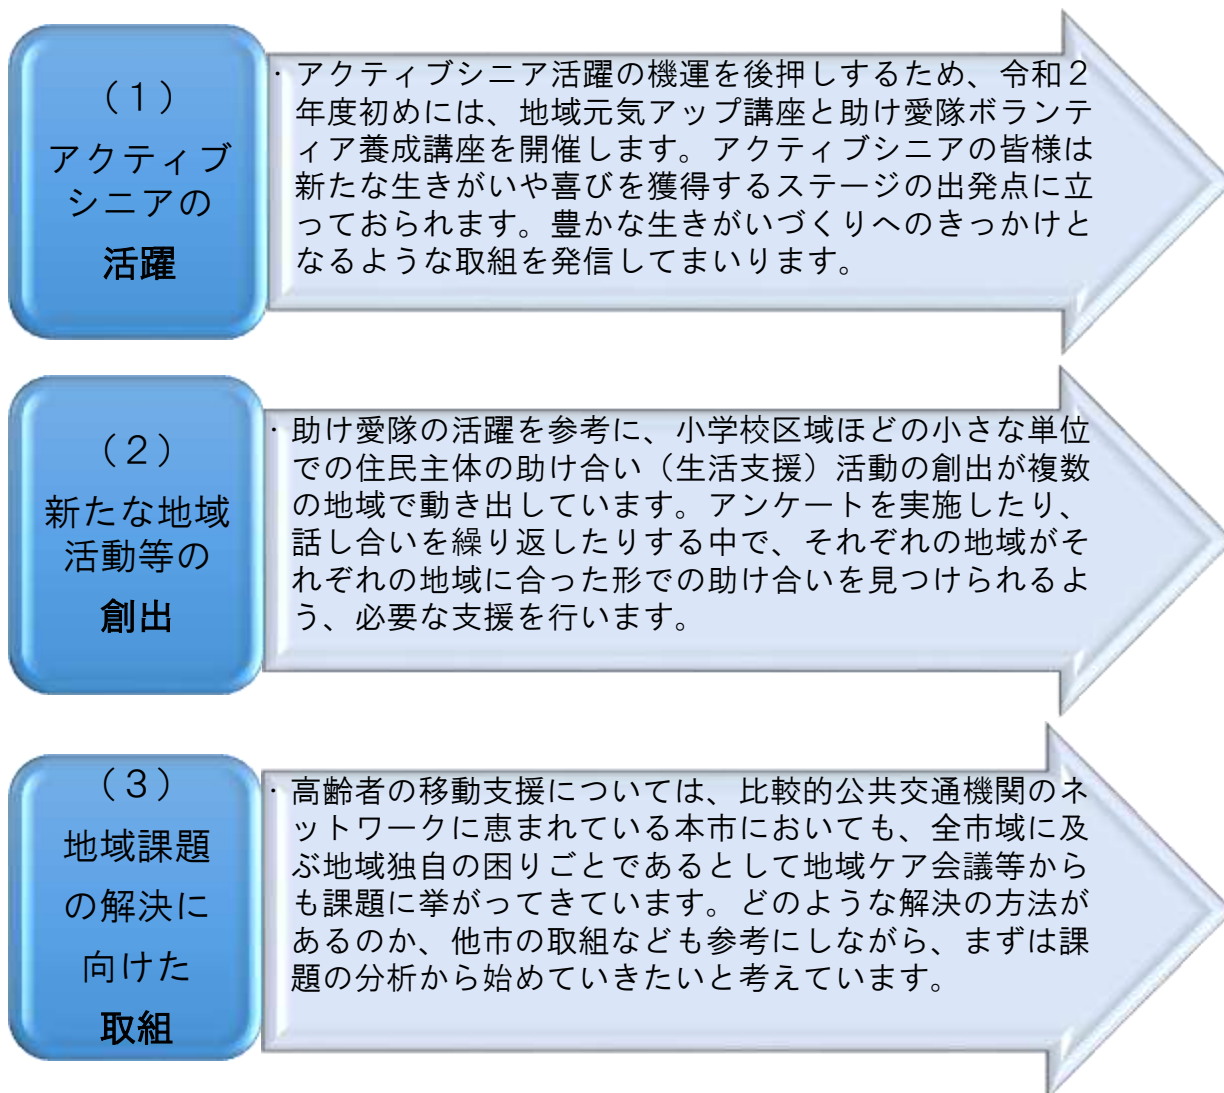 （１）
アクティブ
シニアの
活躍
・アクティブシニア活躍の機運を後押しするため、令和２
年度初めには、地域元気アップ講座と助け愛隊ボランテ
ィア養成講座を開催します。アクティブシニアの皆様は
新たな生きがいや喜びを獲得するステージの出発点に立
っておられます。豊かな生きがいづくりへのきっかけと
なるような取組を発信してまいります。
（２）
新たな地域
活動等の
創出
・助け愛隊の活躍を参考に、小学校区域ほどの小さな単位
での住民主体の助け合い（生活支援）活動の創出が複数
の地域で動き出しています。アンケートを実施したり、
話し合いを繰り返したりする中で、それぞれの地域がそ
れぞれの地域に合った形での助け合いを見つけられるよ
う、必要な支援を行います。
（３）
地域課題
の解決に
向けた
取組
・高齢者の移動支援については、比較的公共交通機関のネ
ットワークに恵まれている本市においても、全市域に及
ぶ地域独自の困りごとであるとして地域ケア会議等から
も課題に挙がってきています。どのような解決の方法が
あるのか、他市の取組なども参考にしながら、まずは課
題の分析から始めていきたいと考えています。